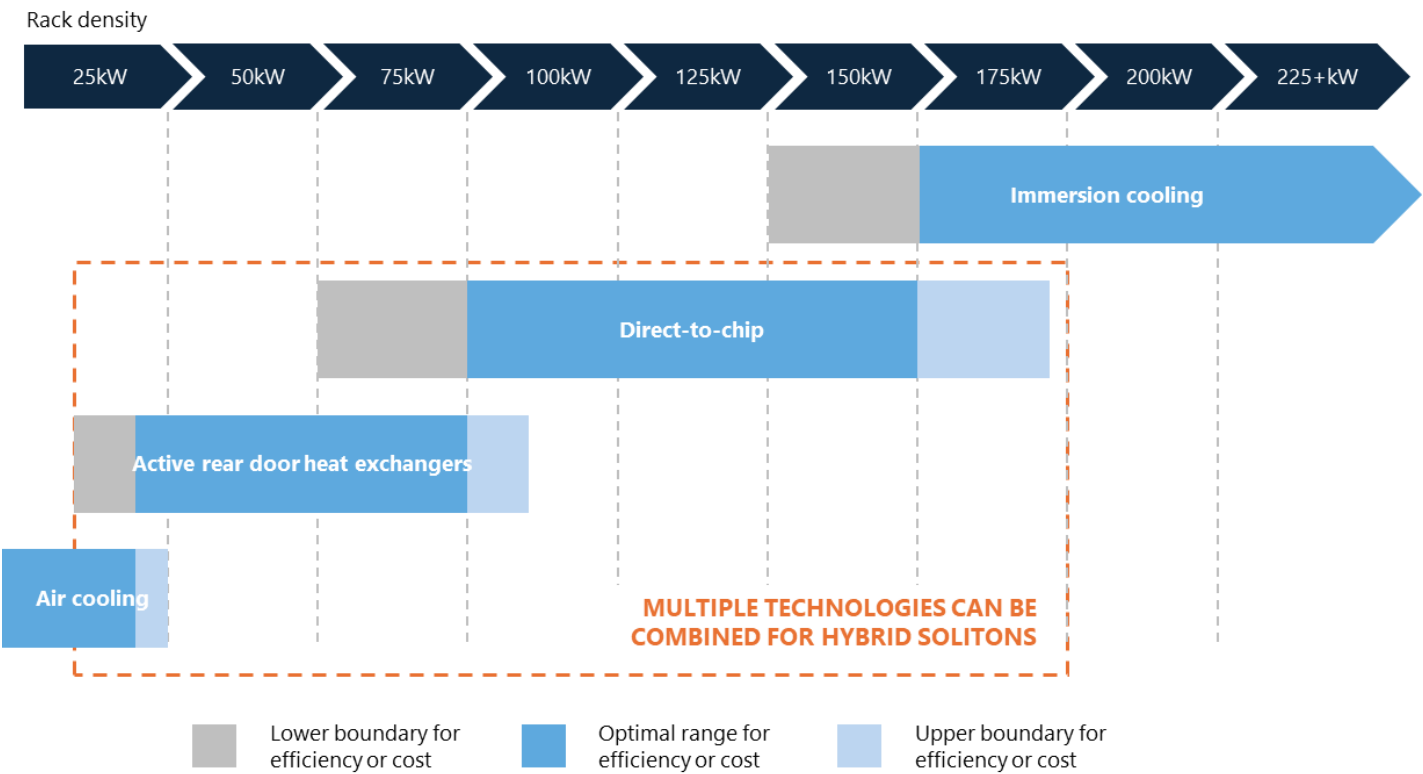 Rack density
25kW
50kW
75kW
100kW
125kW
150kW
175kW
200kW
225+kW
Immersion cooling
Direct-to-chip
Active rear door heat exchangers
Air cooling
MULTIPLE TECHNOLOGIES CAN BE
COMBINED FOR HYBRID SOLITONS
Lower boundary for
efficiency or cost
Optimal range for
efficiency or cost
Upper boundary for
efficiency or cost